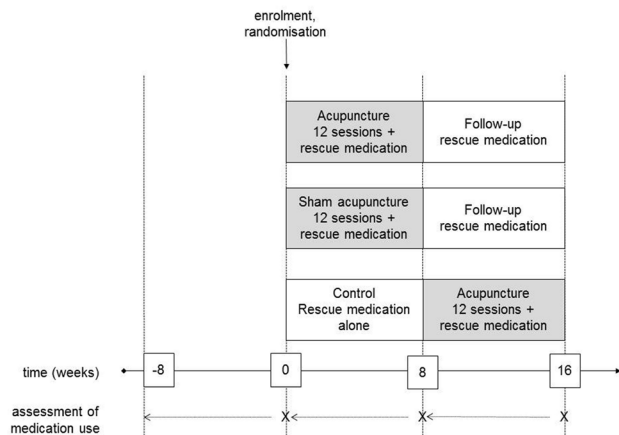 enrolment,
randomisation
Acupuncture
12 sessions +
rescue medication
Follow-up
rescue medication
Sham acupuncture
12 sessions +
rescue medication
Follow-up
rescue medication
Control
Rescue medication
alone
Acupuncture
12 sessions +
rescue medication
time (weeks)
-8
0
8
16
assessment of
medication use
X
X
X